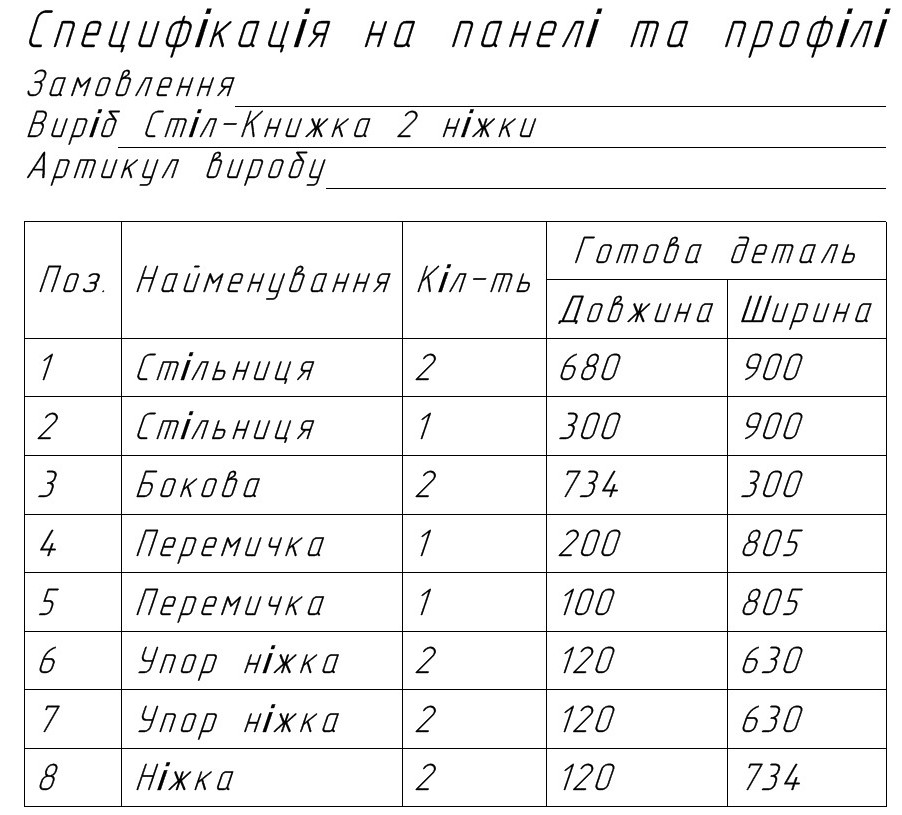 Специфікація на панелі та профілі
Замовлення
Виріб Стіл-Книжка 2 ніжки
Артикул виробу
Поз. Найменування Кіл-ть Готова деталь
Довжина Ширина
1 Стільниця 2 680 900
2 Стільниця 1 300 900
3 Бокова 2 734 300
4 Перемичка 1 200 805
5 Перемичка 1 100 805
6 Упор ніжка 2 120 630
7 Упор ніжка 2 120 630
8 Ніжка 2 120 734